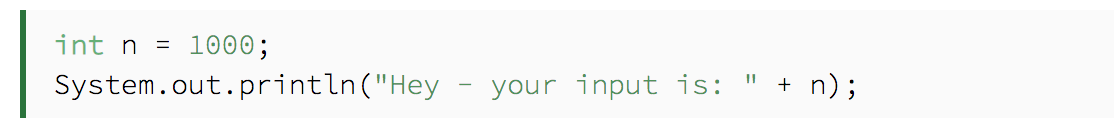 int n = 1000;
System.out.println("Hey - your input is: " + n);